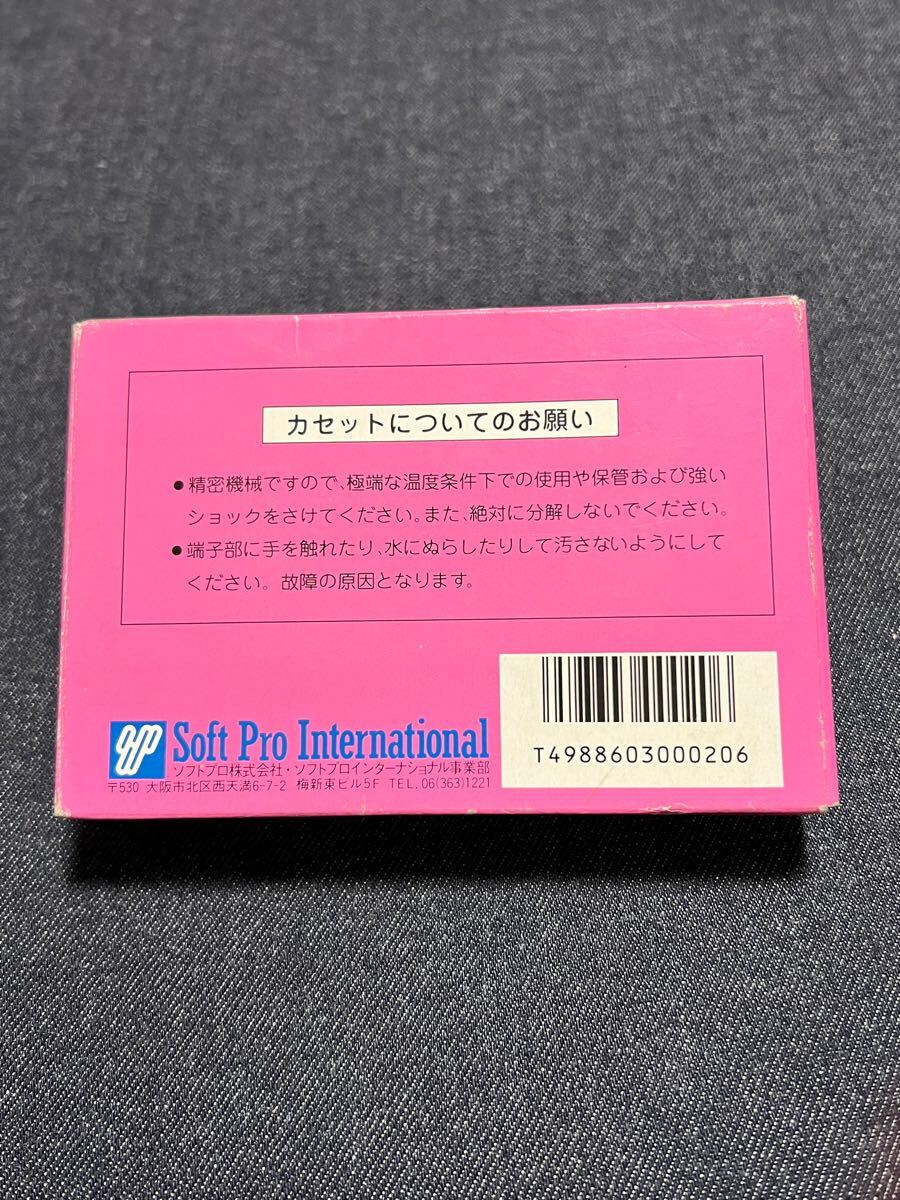 カセットについてのお願い
●精密機械ですので、極端な温度条件下での使用や保管および強い
ショックをさけてください。また、絶対に分解しないでください。
●端子部に手を触れたり、水にぬらしたりして汚さないようにして
ください。故障の原因となります。
Soft Pro International
ソフトプロ株式会社・ソフトプロインターナショナル事業部
〒530 大阪市北区西天満6-7-2 梅新東ビル5F TEL.06(363)1221
T4988603000206